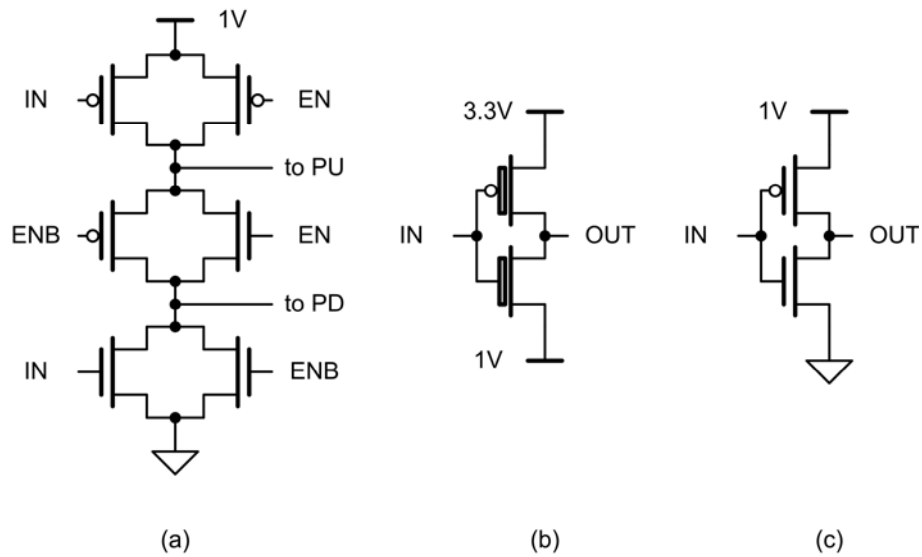 1V
IN
EN
to PU
ENB
EN
to PD
IN
ENB
(a)
3.3V
IN
OUT
1V
(b)
1V
IN
OUT
(c)